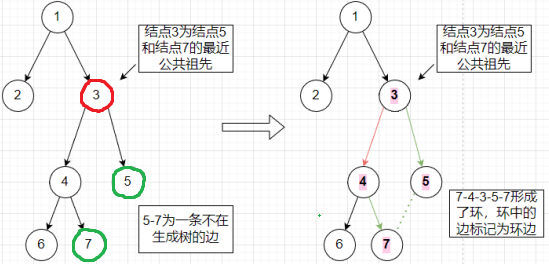 1
结点3为结点5
和结点7的最近
公共祖先
2
3
4
5
5-7为一条不在
生成树的边
6
7
1
结点3为结点5
和结点7的最近
公共祖先
2
3
4
5
7-4-3-5-7形成
了环，环中的
边标记为环边
6
7